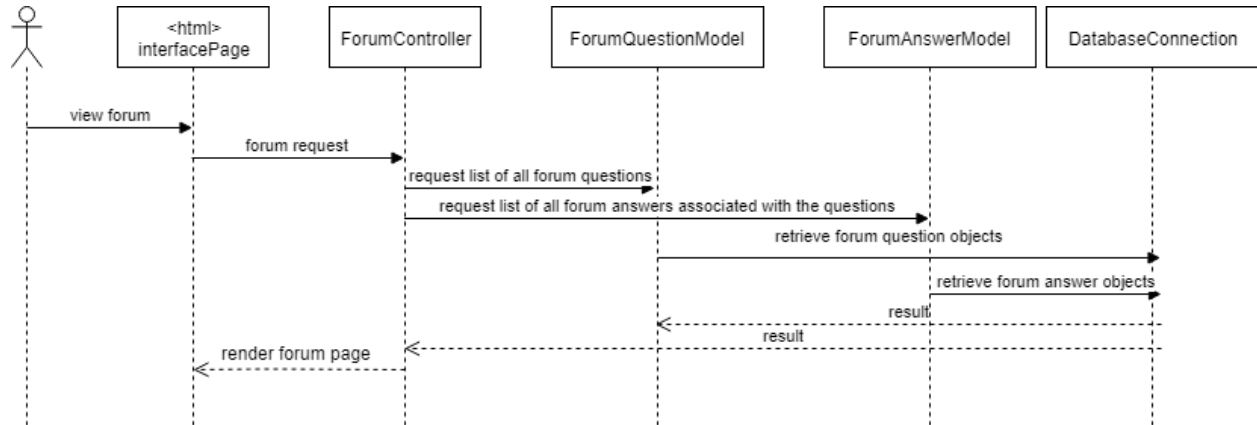 <html>
interfacePage
ForumController
ForumQuestionModel
ForumAnswerModel
DatabaseConnection
view forum
forum request
request list of all forum questions
request list of all forum answers associated with the questions
retrieve forum question objects
retrieve forum answer objects
result
result
render forum page